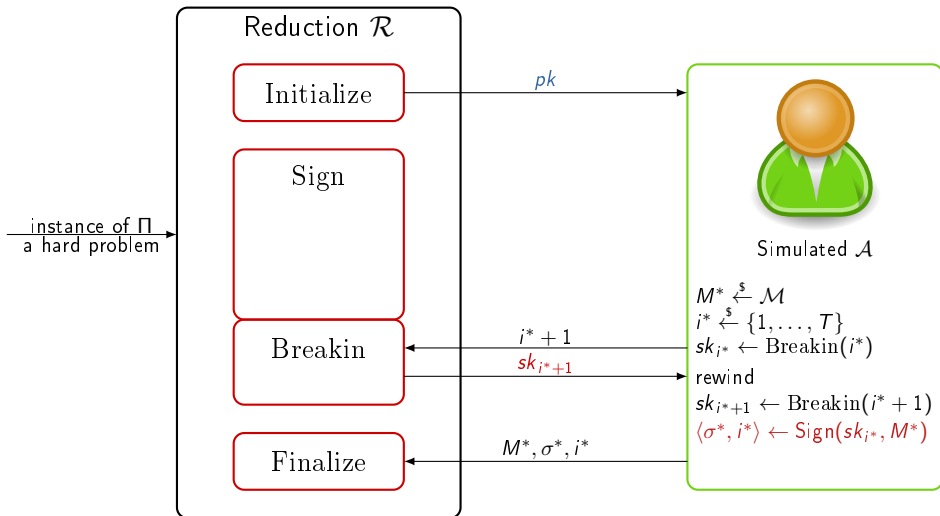 Reduction ℛ
Initialize
pk
Sign
instance of Π
a hard problem
Simulated 𝒜
M* ←$ ℳ
i* ←$ {1, . . . , T}
Breakin
i* + 1
sk_{i*} ← Breakin(i*)
sk_{i*+1}
rewind
sk_{i*+1} ← Breakin(i* + 1)
⟨σ*, i*⟩ ← Sign(sk_{i*}, M*)
Finalize
M*, σ*, i*